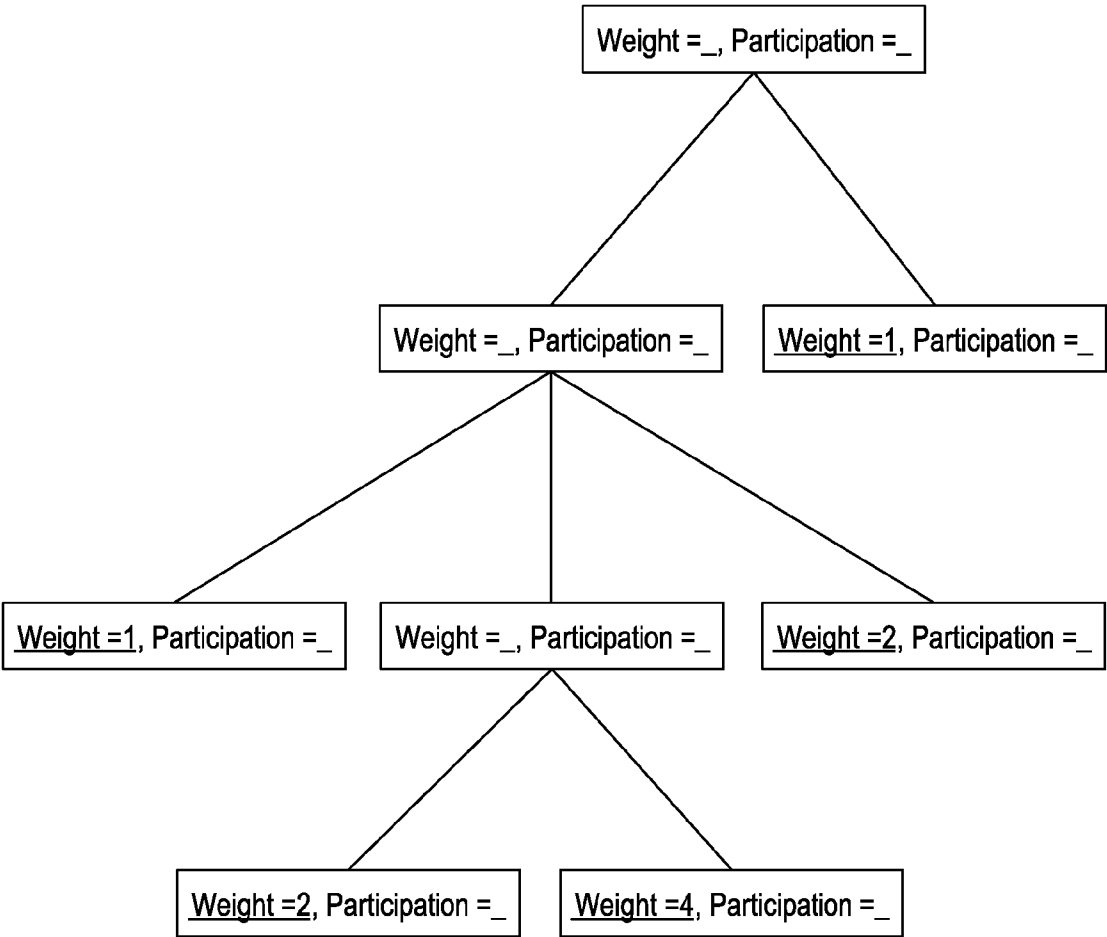 Weight =_, Participation =_
Weight =_, Participation =_
Weight =1, Participation =_
Weight =1, Participation =_
Weight =_, Participation =_
Weight =2, Participation =_
Weight =2, Participation =_
Weight =4, Participation =_